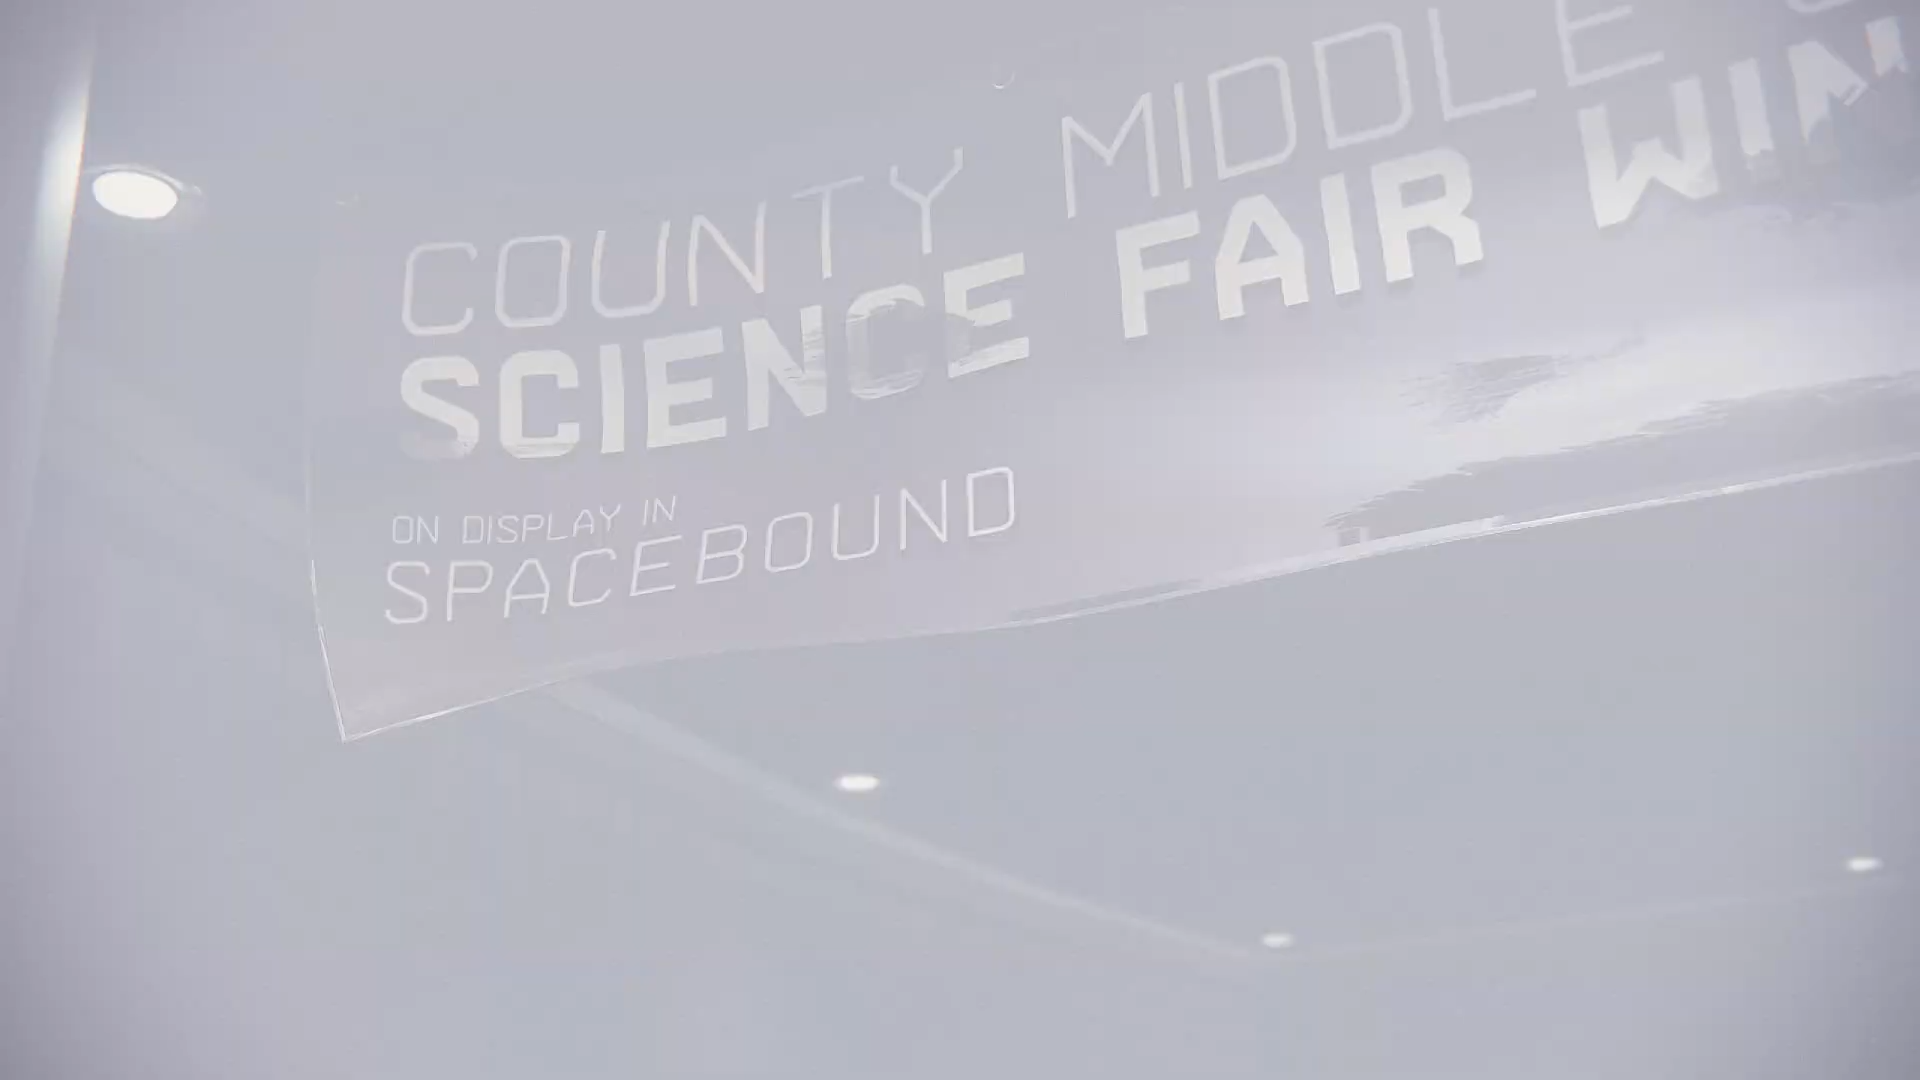 COUNTY MIDDLE
SCIENCE FAIR
ON DISPLAY IN
SPACEBOUND